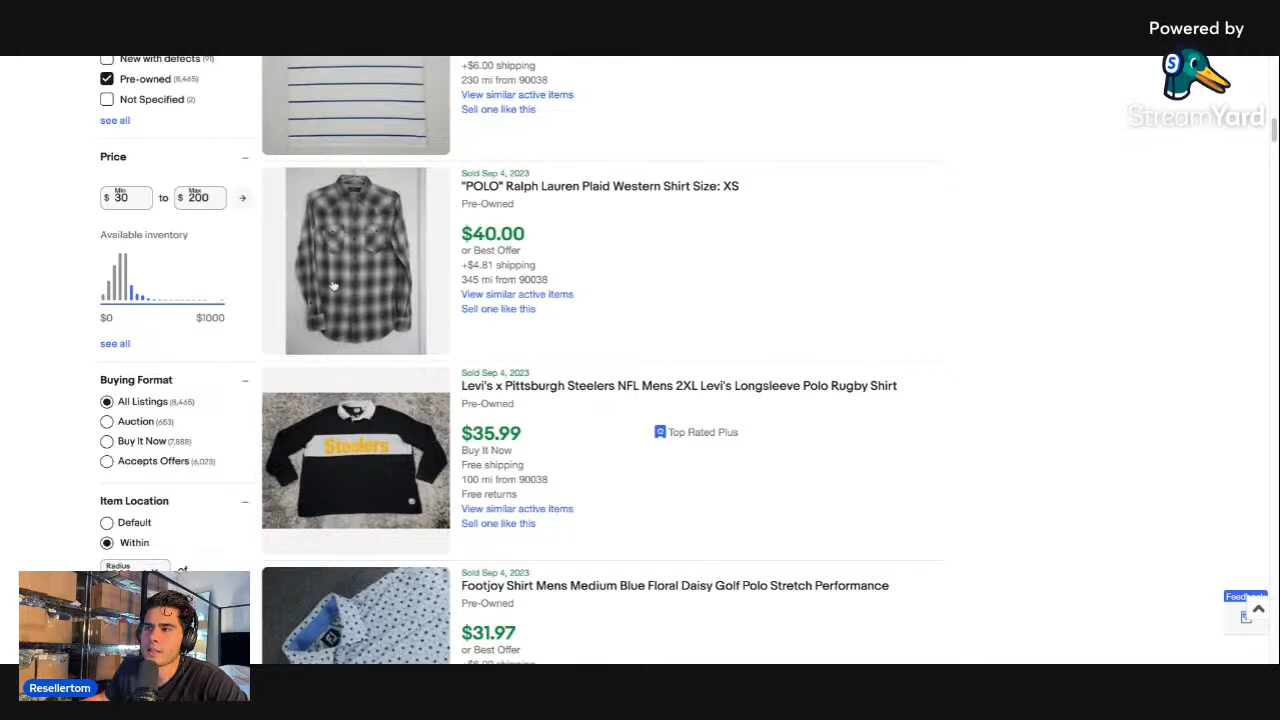 Powered by
StreamYard
New with defects (91)
Pre-owned (8,465)
Not Specified (2)
see all
Price
Min
$ 30
to
Max
$ 200
Available inventory
$0
$1000
see all
Buying Format
All Listings (8,465)
Auction (653)
Buy It Now (7,888)
Accepts Offers (6,023)
Item Location
Default
Within
Radius
of
+$6.00 shipping
230 mi from 90038
View similar active items
Sell one like this
Sold Sep 4, 2023
"POLO" Ralph Lauren Plaid Western Shirt Size: XS
Pre-Owned
$40.00
or Best Offer
+$4.81 shipping
345 mi from 90038
View similar active items
Sell one like this
Sold Sep 4, 2023
Levi's x Pittsburgh Steelers NFL Mens 2XL Levi's Longsleeve Polo Rugby Shirt
Pre-Owned
$35.99
Top Rated Plus
Buy It Now
Free shipping
100 mi from 90038
Free returns
View similar active items
Sell one like this
Steelers
Sold Sep 4, 2023
Footjoy Shirt Mens Medium Blue Floral Daisy Golf Polo Stretch Performance
Pre-Owned
$31.97
or Best Offer
Resellertom